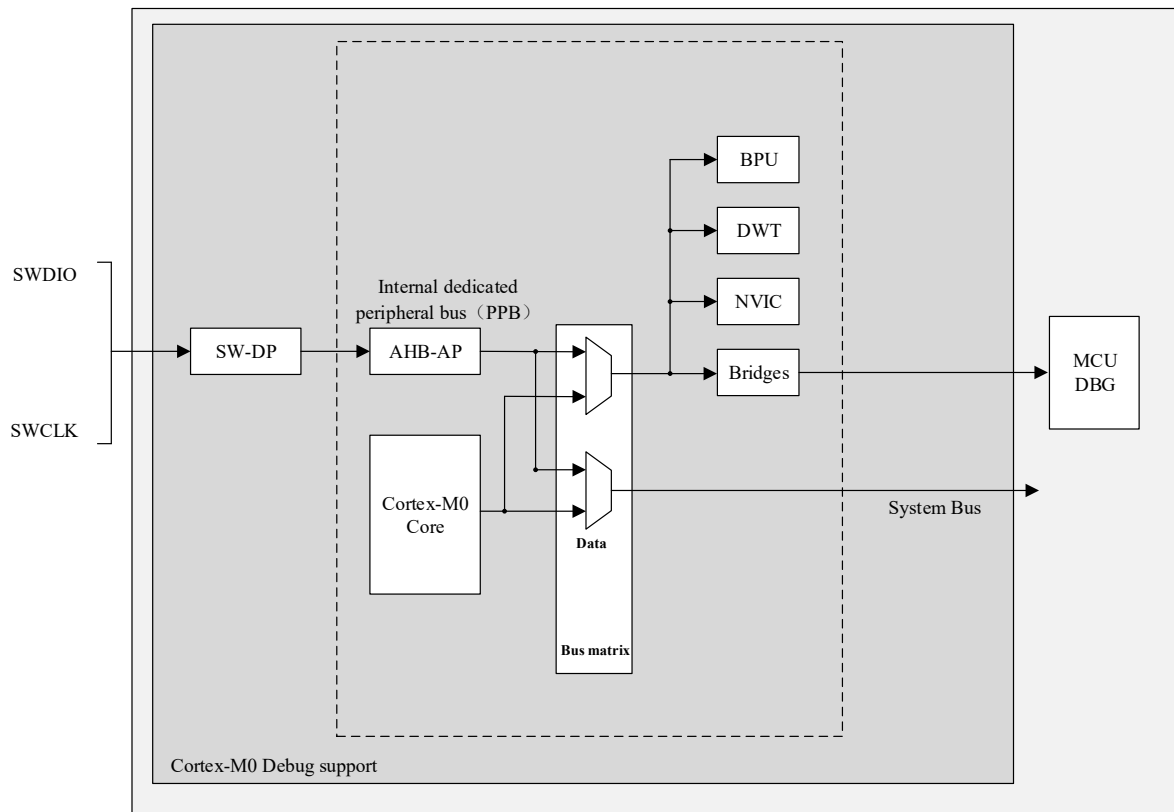 BPU
DWT
SWDIO
Internal dedicated
peripheral bus（PPB）
NVIC
SW-DP
AHB-AP
Bridges
MCU
DBG
SWCLK
Cortex-M0
Core
System Bus
Data
Bus matrix
Cortex-M0 Debug support